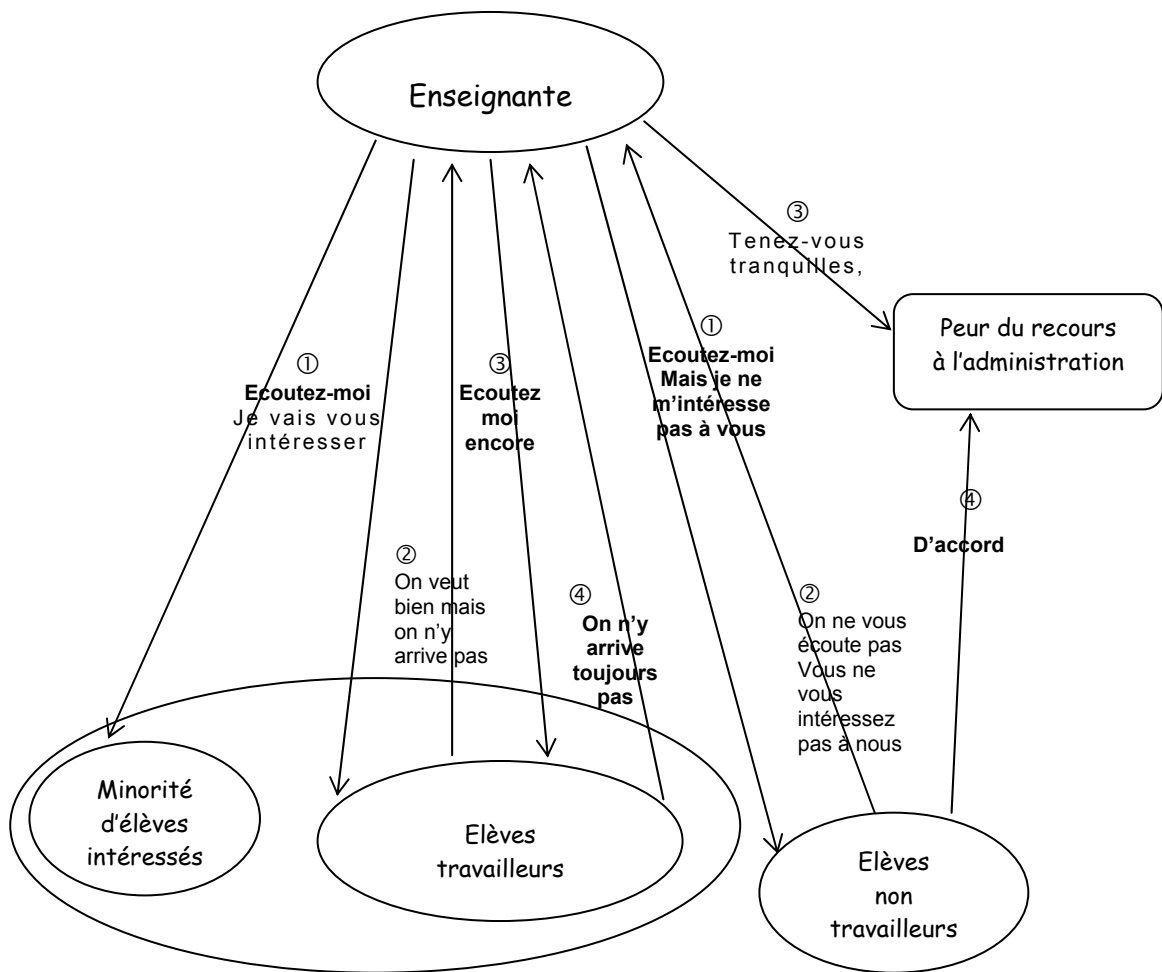 Enseignante
③
Tenez-vous
tranquilles,
Peur du recours
à l'administration
①
Ecoutez-moi
Je vais vous
intéresser
③
Ecoutez
moi
encore
①
Ecoutez-moi
Mais je ne
m'intéresse
pas à vous
④
D'accord
②
On veut
bien mais
on n'y
arrive pas
④
On n'y
arrive
toujours
pas
②
On ne vous
écoute pas
Vous ne
vous
intéressez
pas à nous
Minorité
d'élèves
intéressés
Elèves
travailleurs
Elèves
non
travailleurs